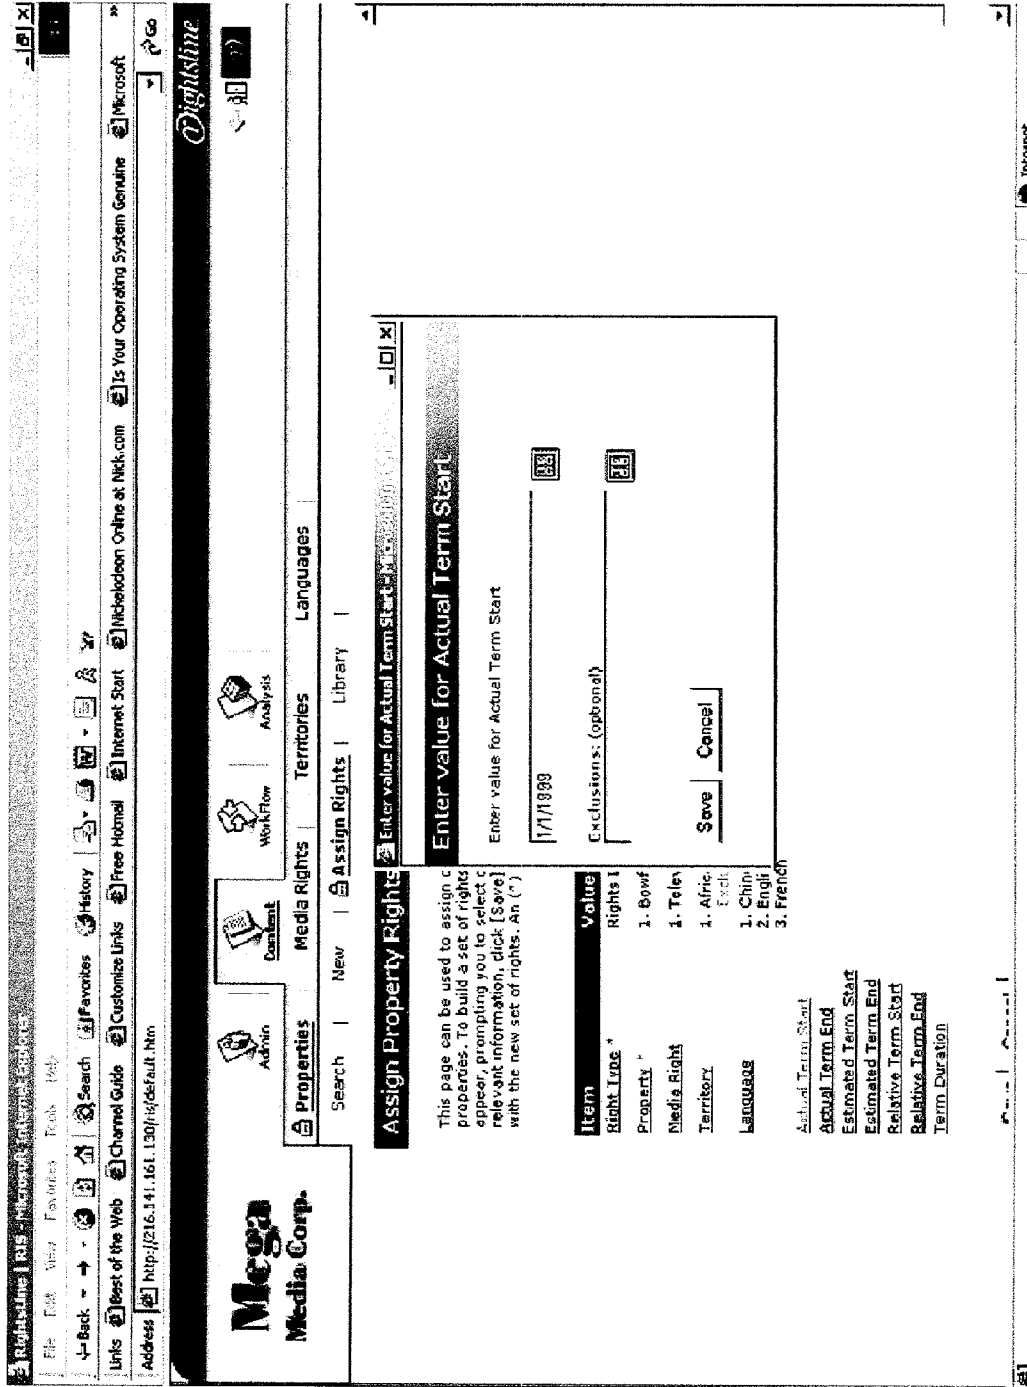 Rightsline | RIS - Microsoft Internet Explorer
File Edit View Favorites Tools Help
Back Search Favorites History
Links Best of the Web Channel Guide Customize Links Free Hotmail Internet Start Nickelodeon Online at Nick.com Is Your Operating System Genuine Microsoft »
Address http://216.141.161.130/ris/default.htm Go
Rightsline
Mega
Media Corp.
Admin Content WorkFlow Analysis
Properties Media Rights Territories Languages
Search New Assign Rights Library
Assign Property Rights
This page can be used to assign
properties. To build a set of rights
appear, prompting you to select
relevant information, click [Save]
with the new set of rights. An (*)
Item Value
Right Type * Rights
Property * 1. Bowf
Media Right 1. Telev
Territory 1. Afric
Excl
Language 1. Chin
2. Engli
3. French
Actual Term Start
Actual Term End
Estimated Term Start
Estimated Term End
Relative Term Start
Relative Term End
Term Duration
Save Cancel
Enter value for Actual Term Start - Microsoft
Enter value for Actual Term Start
Enter value for Actual Term Start
1/1/1999
Exclusions: (optional)
Save Cancel
Internet